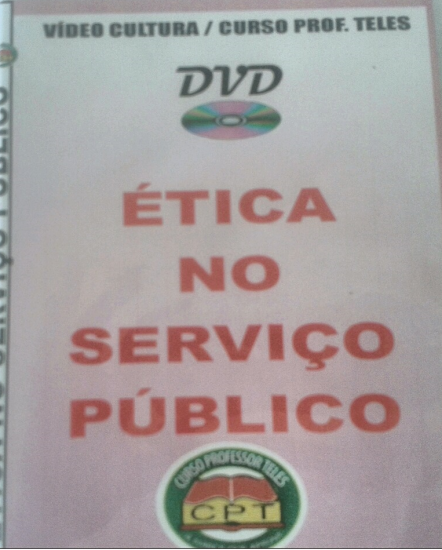 VÍDEO CULTURA / CURSO PROF. TELES
DVD
ÉTICA
NO
SERVIÇO
PÚBLICO
CURSO PROFESSOR TELES
CPT